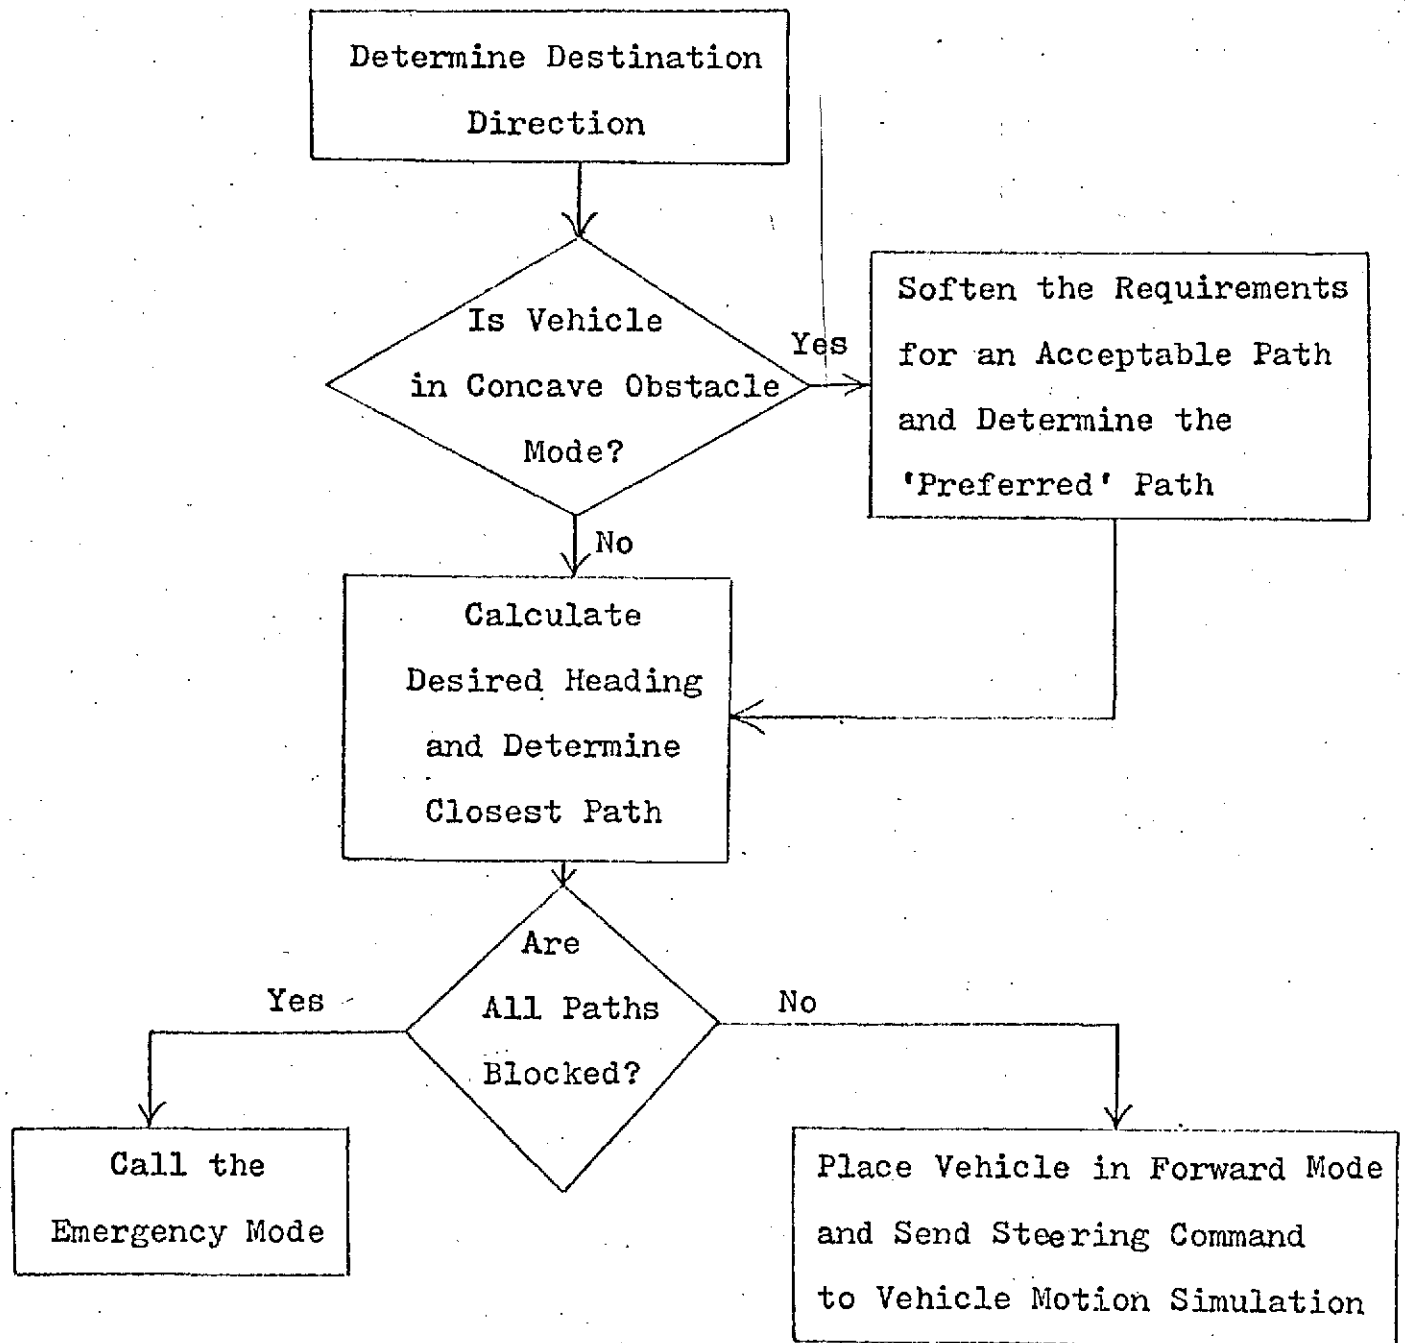 Determine Destination
Direction
Is Vehicle
in Concave Obstacle
Mode?
Yes
Soften the Requirements
for an Acceptable Path
and Determine the
'Preferred' Path
No
Calculate
Desired Heading
and Determine
Closest Path
Are
All Paths
Blocked?
Yes
No
Call the
Emergency Mode
Place Vehicle in Forward Mode
and Send Steering Command
to Vehicle Motion Simulation